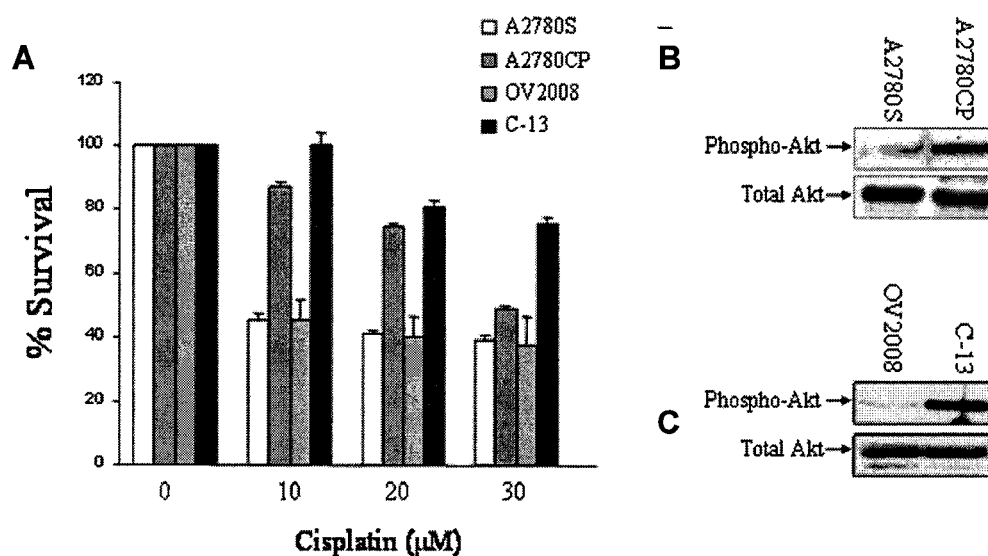 A
% Survival
120
100
80
60
40
20
0
0 10 20 30
Cisplatin (μM)
A2780S
A2780CP
OV2008
C-13
B
A2780S
A2780CP
Phospho-Akt
Total Akt
C
OV2008
C-13
Phospho-Akt
Total Akt